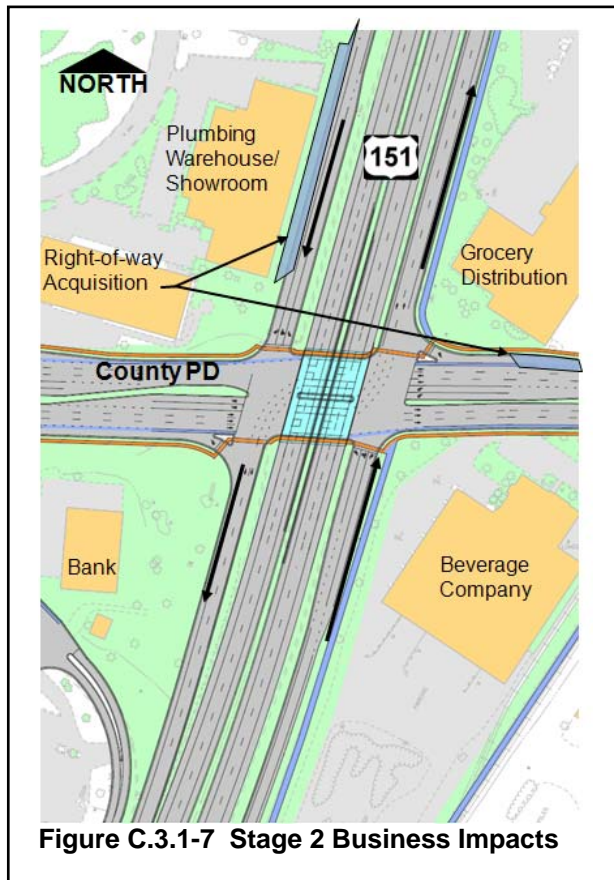 NORTH
Plumbing
Warehouse/
Showroom
151
Right-of-way
Acquisition
Grocery
Distribution
County PD
Bank
Beverage
Company
Figure C.3.1-7 Stage 2 Business Impacts